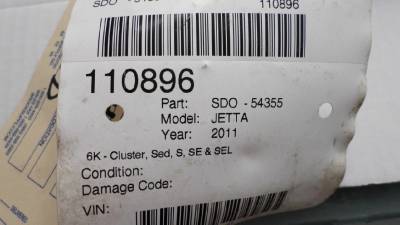 110896
110896
Part: SDO - 54355
Model: JETTA
Year: 2011
6K - Cluster, Sed, S, SE & SEL
Condition:
Damage Code:
VIN: